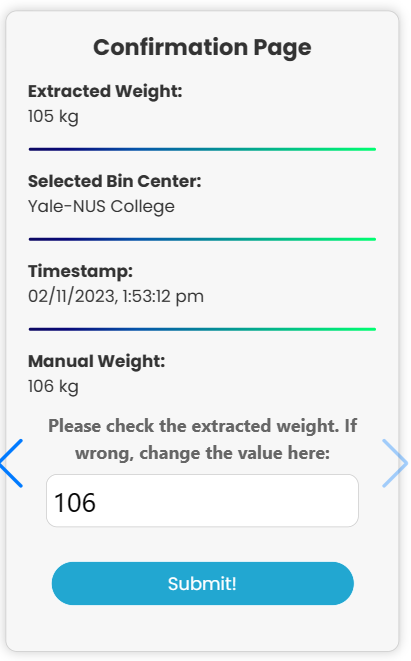 Confirmation Page
Extracted Weight:
105 kg
Selected Bin Center:
Yale-NUS College
Timestamp:
02/11/2023, 1:53:12 pm
Manual Weight:
106 kg
Please check the extracted weight. If
wrong, change the value here:
106
Submit!